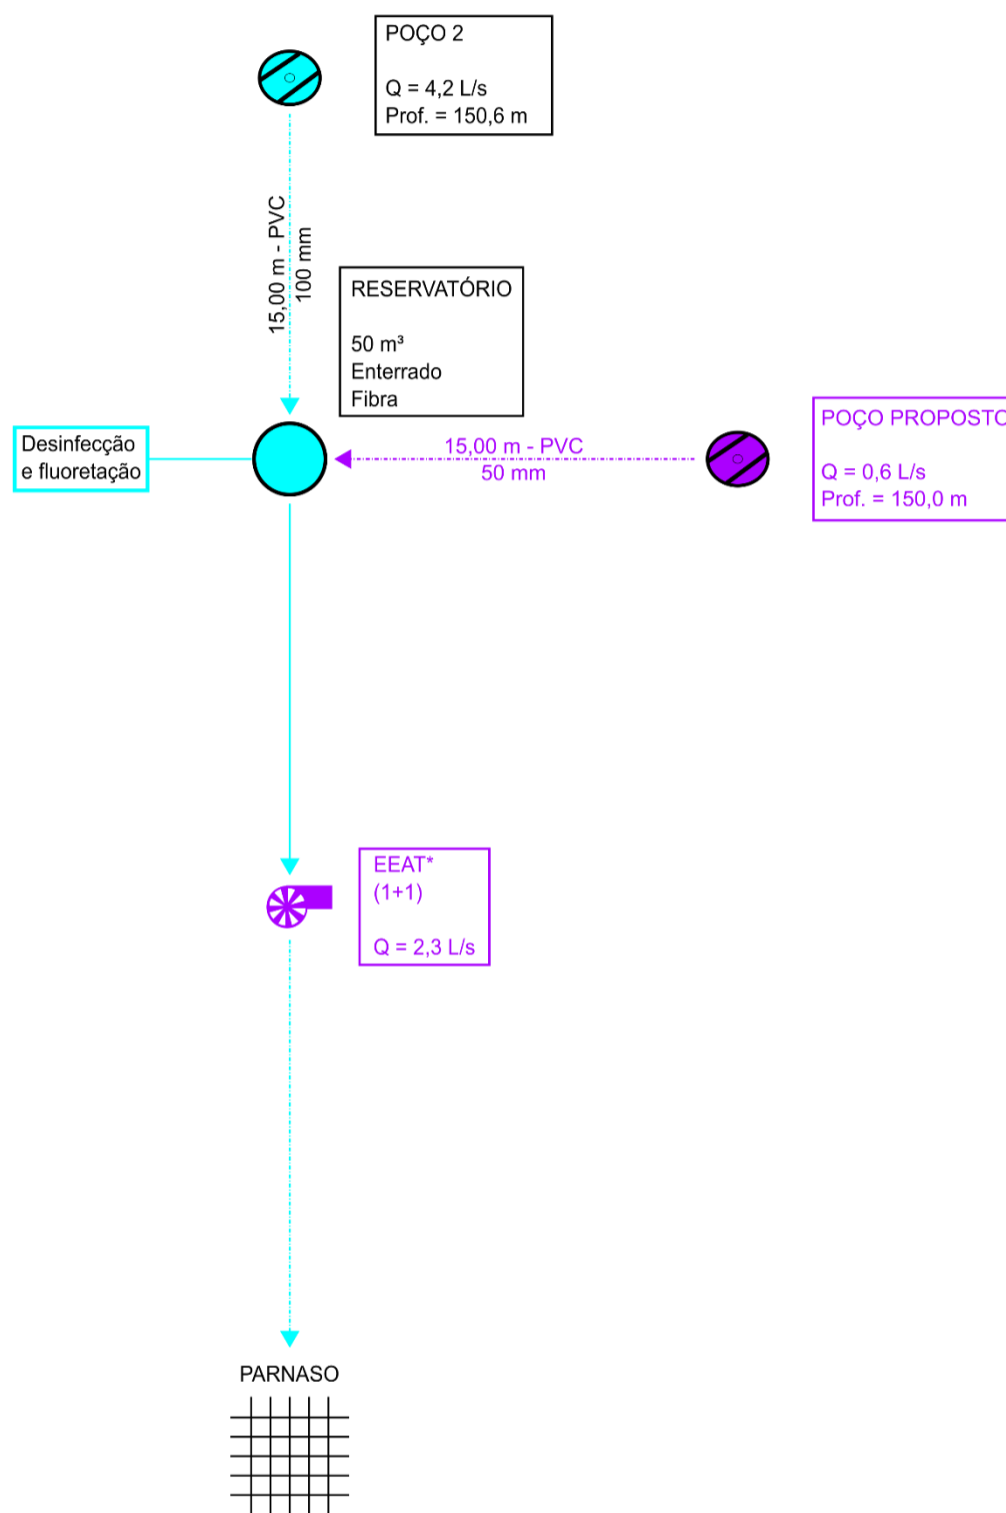 POÇO 2
Q = 4,2 L/s
Prof. = 150,6 m
15,00 m - PVC
100 mm
RESERVATÓRIO
50 m³
Enterrado
Fibra
Desinfecção
e fluoretação
15,00 m - PVC
50 mm
POÇO PROPOSTO
Q = 0,6 L/s
Prof. = 150,0 m
EEAT*
(1+1)
Q = 2,3 L/s
PARNASO